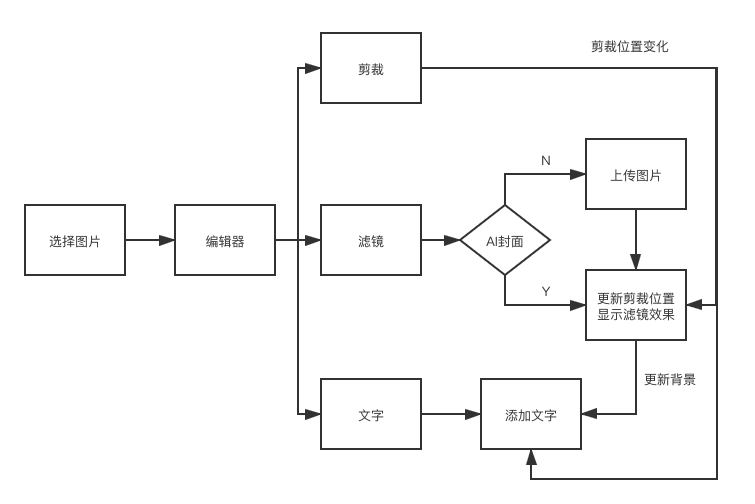 剪裁位置变化
剪裁
N
上传图片
选择图片
编辑器
滤镜
AI封面
Y
更新剪裁位置
显示滤镜效果
更新背景
文字
添加文字